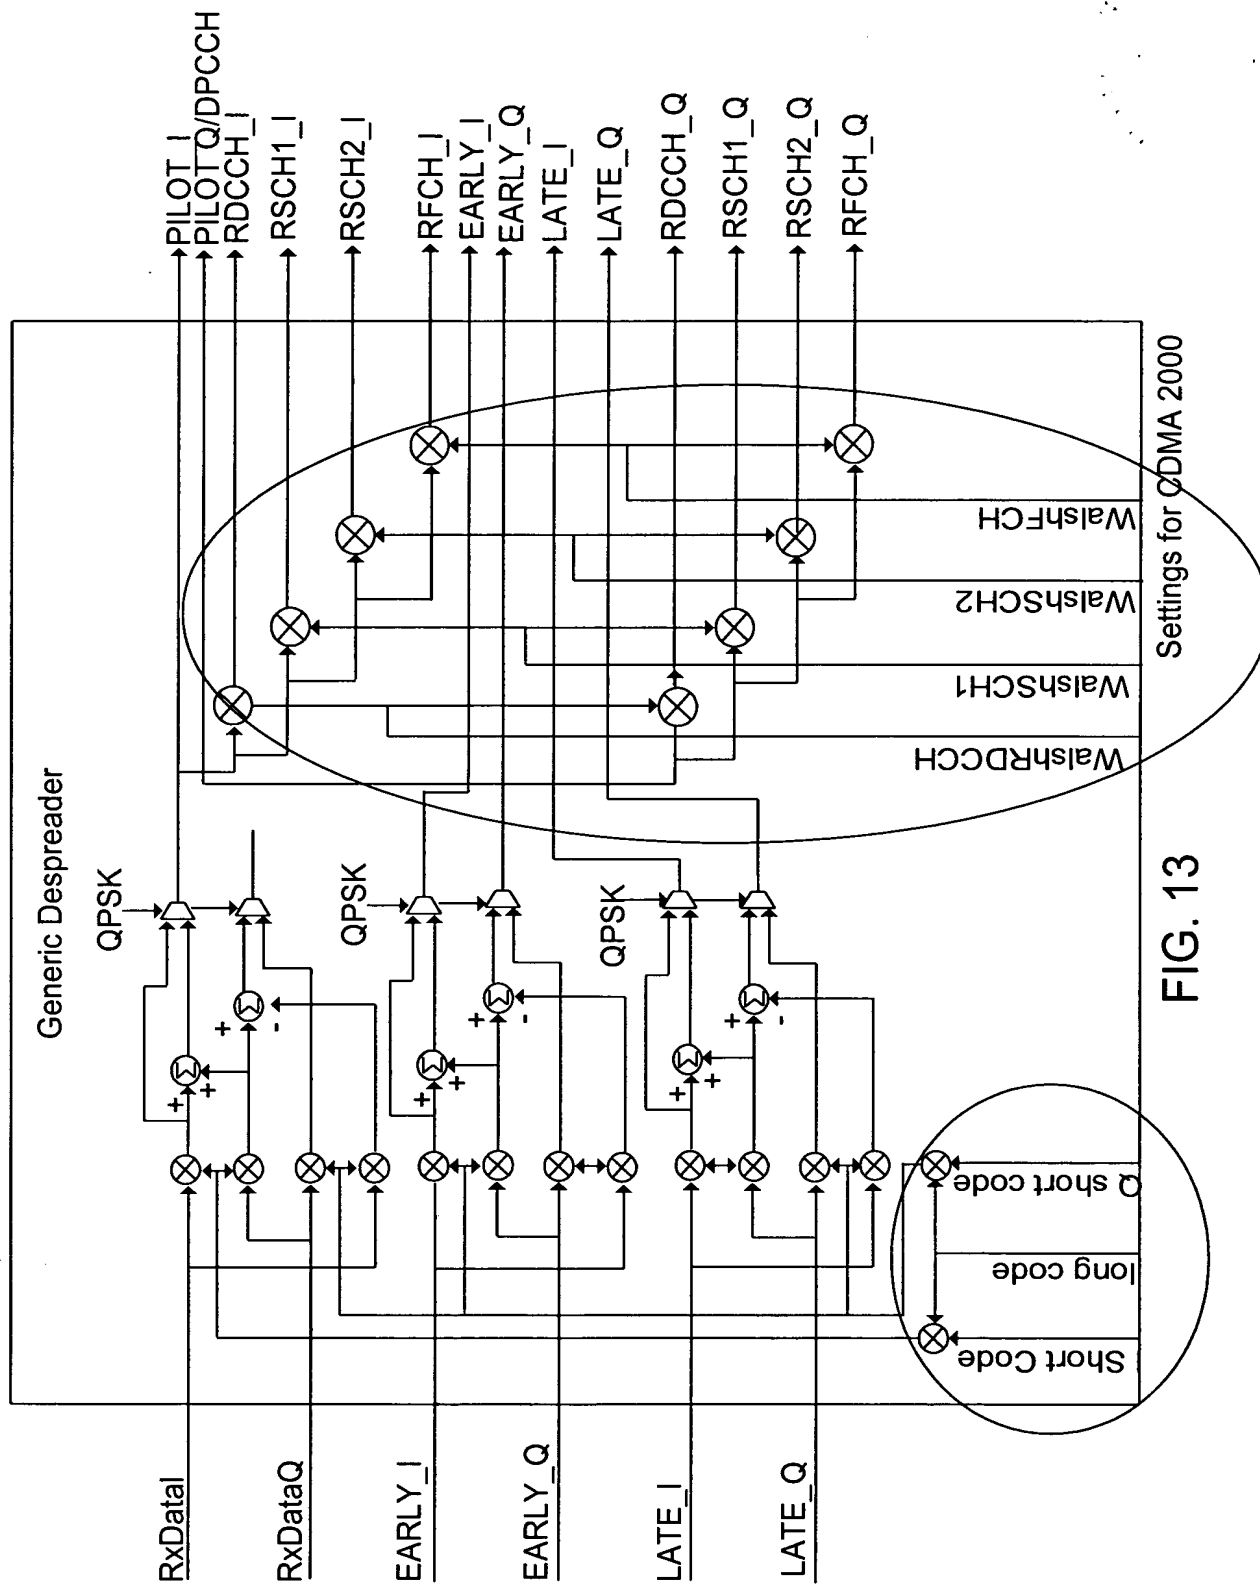 Generic Despreader
RxDataI
RxDataQ
EARLY_I
EARLY_Q
LATE_I
LATE_Q
QPSK
QPSK
QPSK
+
+
+
-
+
+
+
-
+
+
+
-
Short Code
long code
Q short code
WalshRDCCH
WalshSCH1
WalshSCH2
WalshFCH
PILOT_I
PILOT Q/DPCCH
RDCCH_I
RSCH1_I
RSCH2_I
RFCH_I
EARLY_I
EARLY_Q
LATE_I
LATE_Q
RDCCH_Q
RSCH1_Q
RSCH2_Q
RFCH_Q
Settings for CDMA 2000
FIG. 13